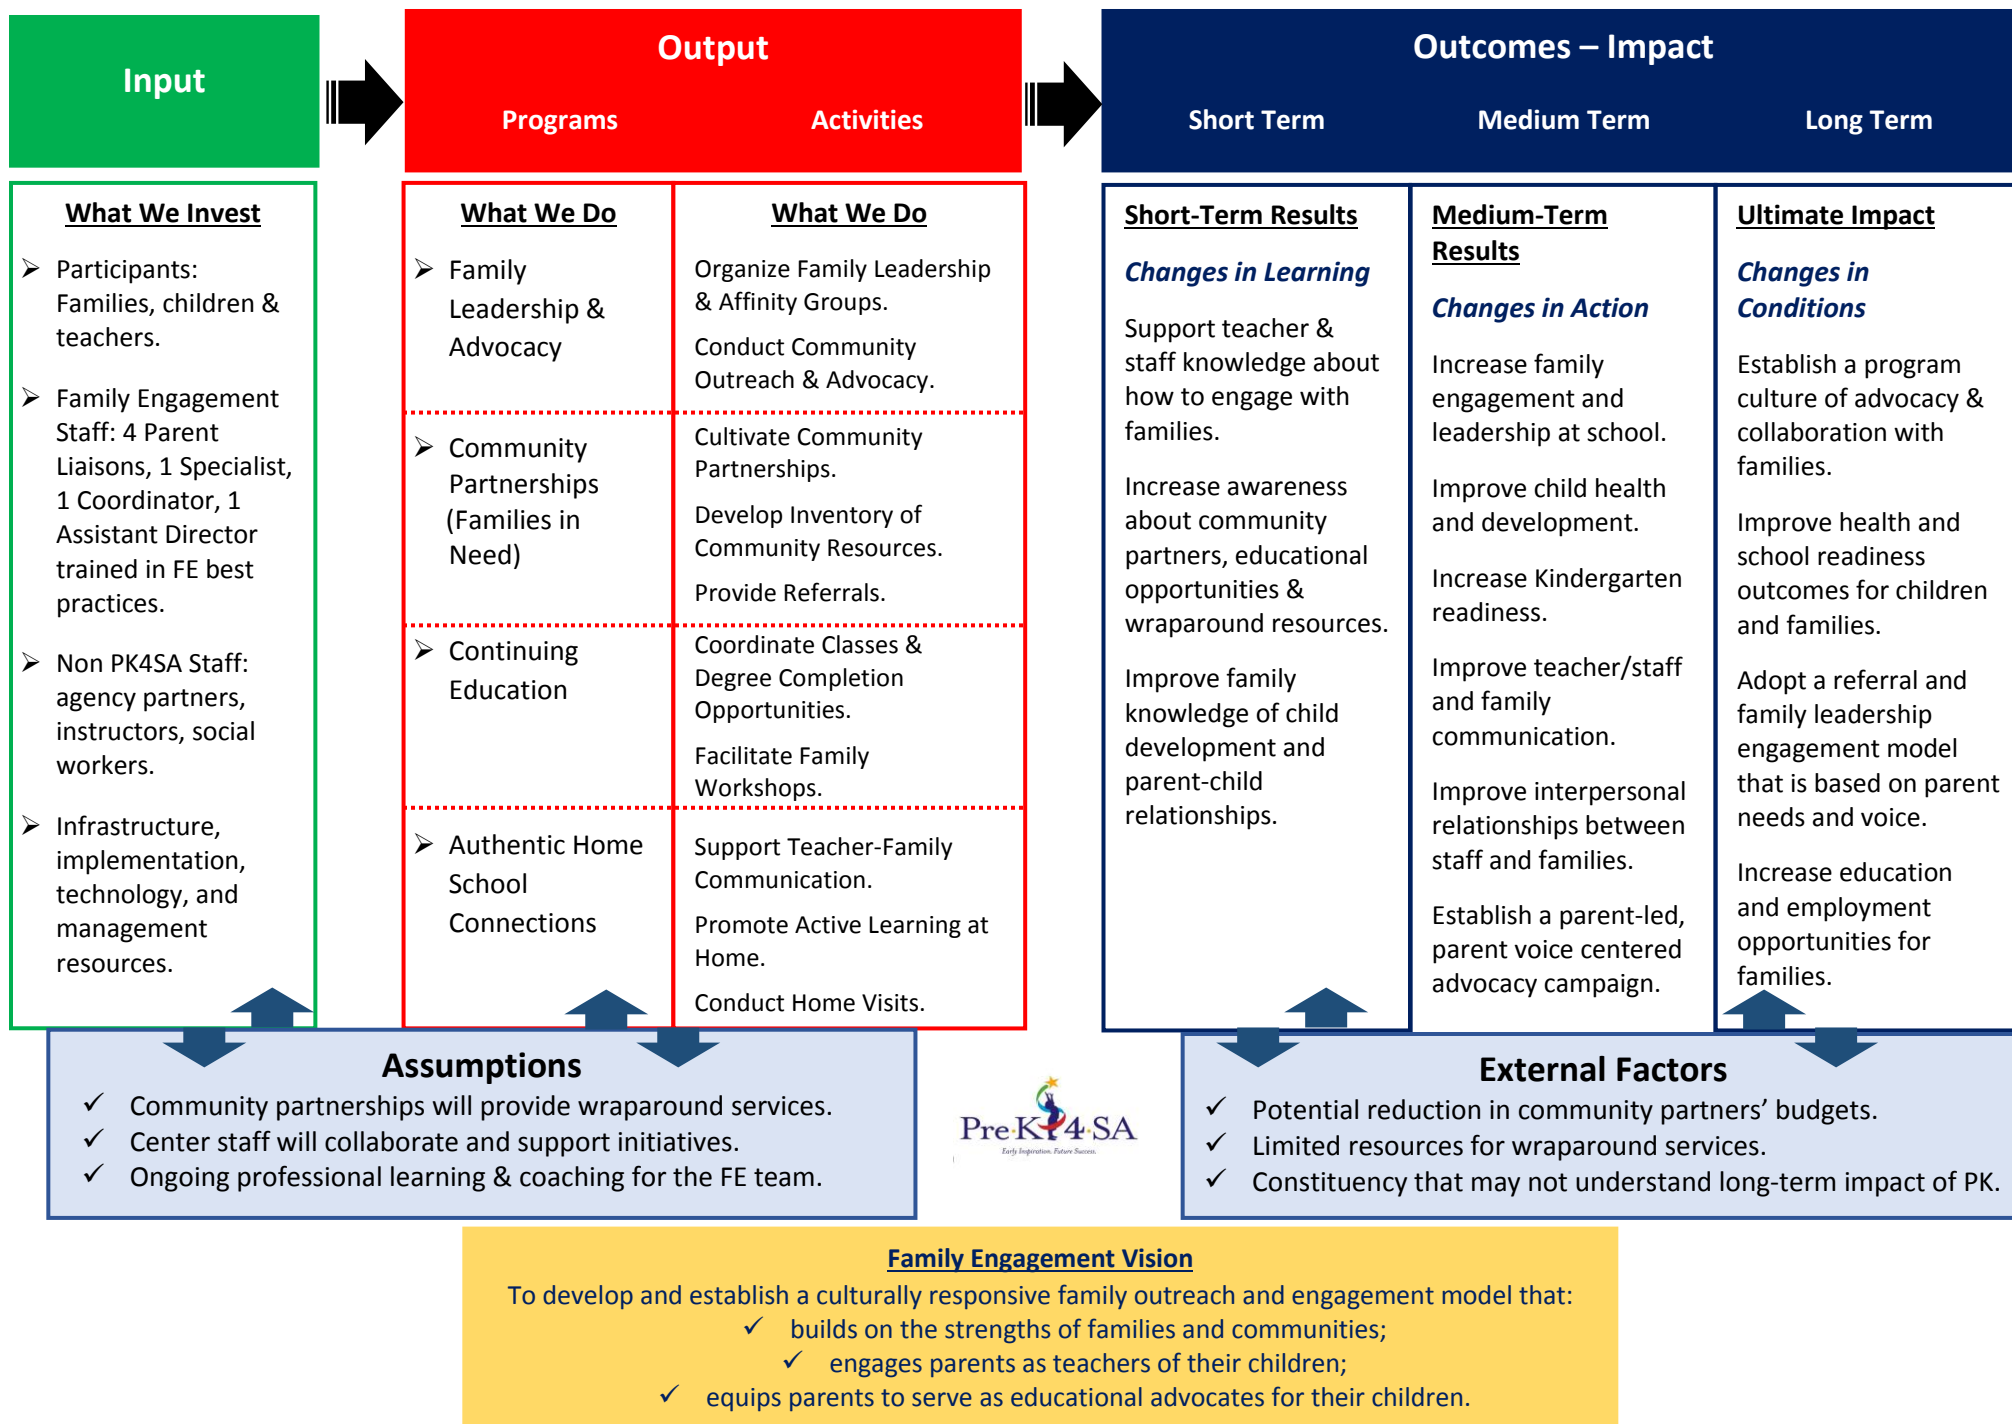 Input
Output
Programs
Activities
Outcomes – Impact
Short Term
Medium Term
Long Term
What We Invest
➢ Participants:
Families, children &
teachers.
➢ Family Engagement
Staff: 4 Parent
Liaisons, 1 Specialist,
1 Coordinator, 1
Assistant Director
trained in FE best
practices.
➢ Non PK4SA Staff:
agency partners,
instructors, social
workers.
➢ Infrastructure,
implementation,
technology, and
management
resources.
What We Do
➢ Family
Leadership &
Advocacy
➢ Community
Partnerships
(Families in
Need)
➢ Continuing
Education
➢ Authentic Home
School
Connections
What We Do
Organize Family Leadership
& Affinity Groups.
Conduct Community
Outreach & Advocacy.
Cultivate Community
Partnerships.
Develop Inventory of
Community Resources.
Provide Referrals.
Coordinate Classes &
Degree Completion
Opportunities.
Facilitate Family
Workshops.
Support Teacher-Family
Communication.
Promote Active Learning at
Home.
Conduct Home Visits.
Short-Term Results
Changes in Learning
Support teacher &
staff knowledge about
how to engage with
families.
Increase awareness
about community
partners, educational
opportunities &
wraparound resources.
Improve family
knowledge of child
development and
parent-child
relationships.
Medium-Term
Results
Changes in Action
Increase family
engagement and
leadership at school.
Improve child health
and development.
Increase Kindergarten
readiness.
Improve teacher/staff
and family
communication.
Improve interpersonal
relationships between
staff and families.
Establish a parent-led,
parent voice centered
advocacy campaign.
Ultimate Impact
Changes in
Conditions
Establish a program
culture of advocacy &
collaboration with
families.
Improve health and
school readiness
outcomes for children
and families.
Adopt a referral and
family leadership
engagement model
that is based on parent
needs and voice.
Increase education
and employment
opportunities for
families.
Assumptions
✓ Community partnerships will provide wraparound services.
✓ Center staff will collaborate and support initiatives.
✓ Ongoing professional learning & coaching for the FE team.
Pre·K 4·SA
Early Inspiration. Future Success.
External Factors
✓ Potential reduction in community partners’ budgets.
✓ Limited resources for wraparound services.
✓ Constituency that may not understand long-term impact of PK.
Family Engagement Vision
To develop and establish a culturally responsive family outreach and engagement model that:
✓ builds on the strengths of families and communities;
✓ engages parents as teachers of their children;
✓ equips parents to serve as educational advocates for their children.